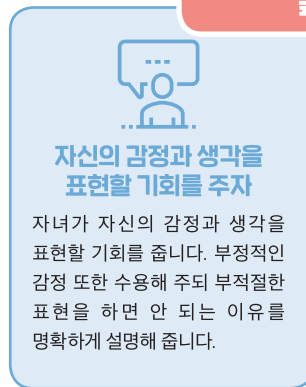 자신의 감정과 생각을
표현할 기회를 주자
자녀가 자신의 감정과 생각을
표현할 기회를 줍니다. 부정적인
감정 또한 수용해 주되 부적절한
표현을 하면 안 되는 이유를
명확하게 설명해 줍니다.